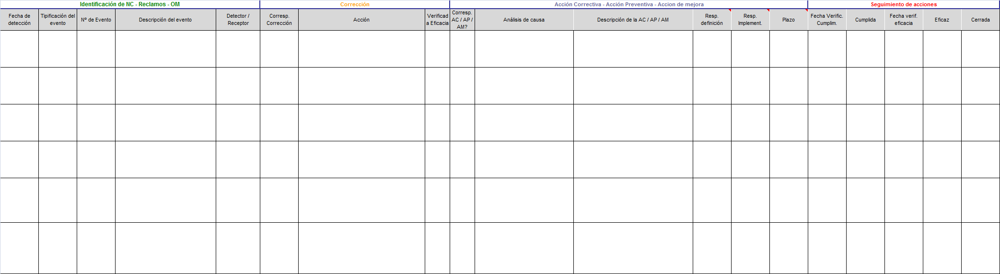 Identificación de NC - Reclamos - OM
Corrección
Acción Correctiva - Acción Preventiva - Accion de mejora
Seguimiento de acciones
Fecha de
detección
Tipificación del
evento
Nº de Evento
Descripción del evento
Detector /
Receptor
Corresp.
Corrección
Acción
Verificad
a Eficacia
Corresp.
AC / AP /
AM?
Análisis de causa
Descripción de la AC / AP / AM
Resp.
definición
Resp.
Implement.
Plazo
Fecha Verific.
Cumplim.
Cumplida
Fecha verif.
eficacia
Eficaz
Cerrada